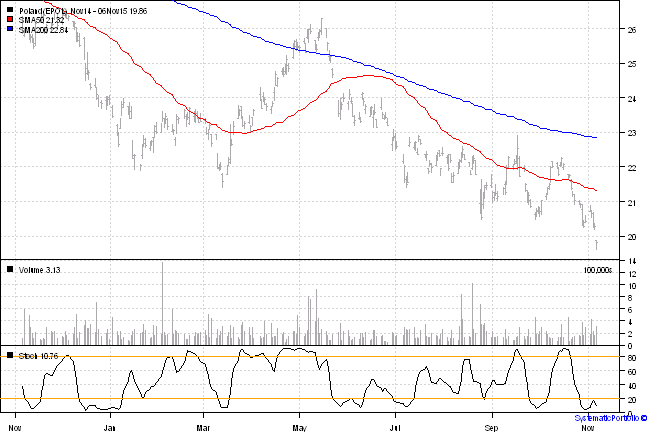 Poland (EPOL) Nov14 - 06Nov15 19.86
SMA50 21.32
SMA200 22.84
26
25
24
23
22
21
20
Volume 3.13
100,000s
14
12
10
8
6
4
2
0
Stoch 10.76
80
60
40
20
0
Nov Jan Mar May Jul Sep Nov
SystematicPortfolio ©